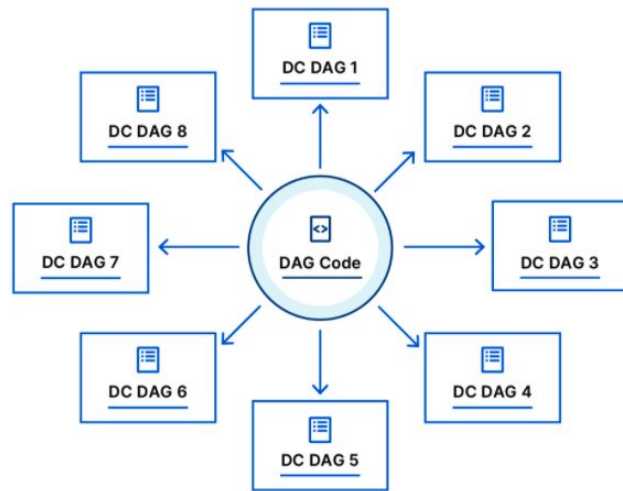 DC DAG 1
DC DAG 8
DC DAG 2
DC DAG 7
<>
DAG Code
DC DAG 3
DC DAG 6
DC DAG 4
DC DAG 5